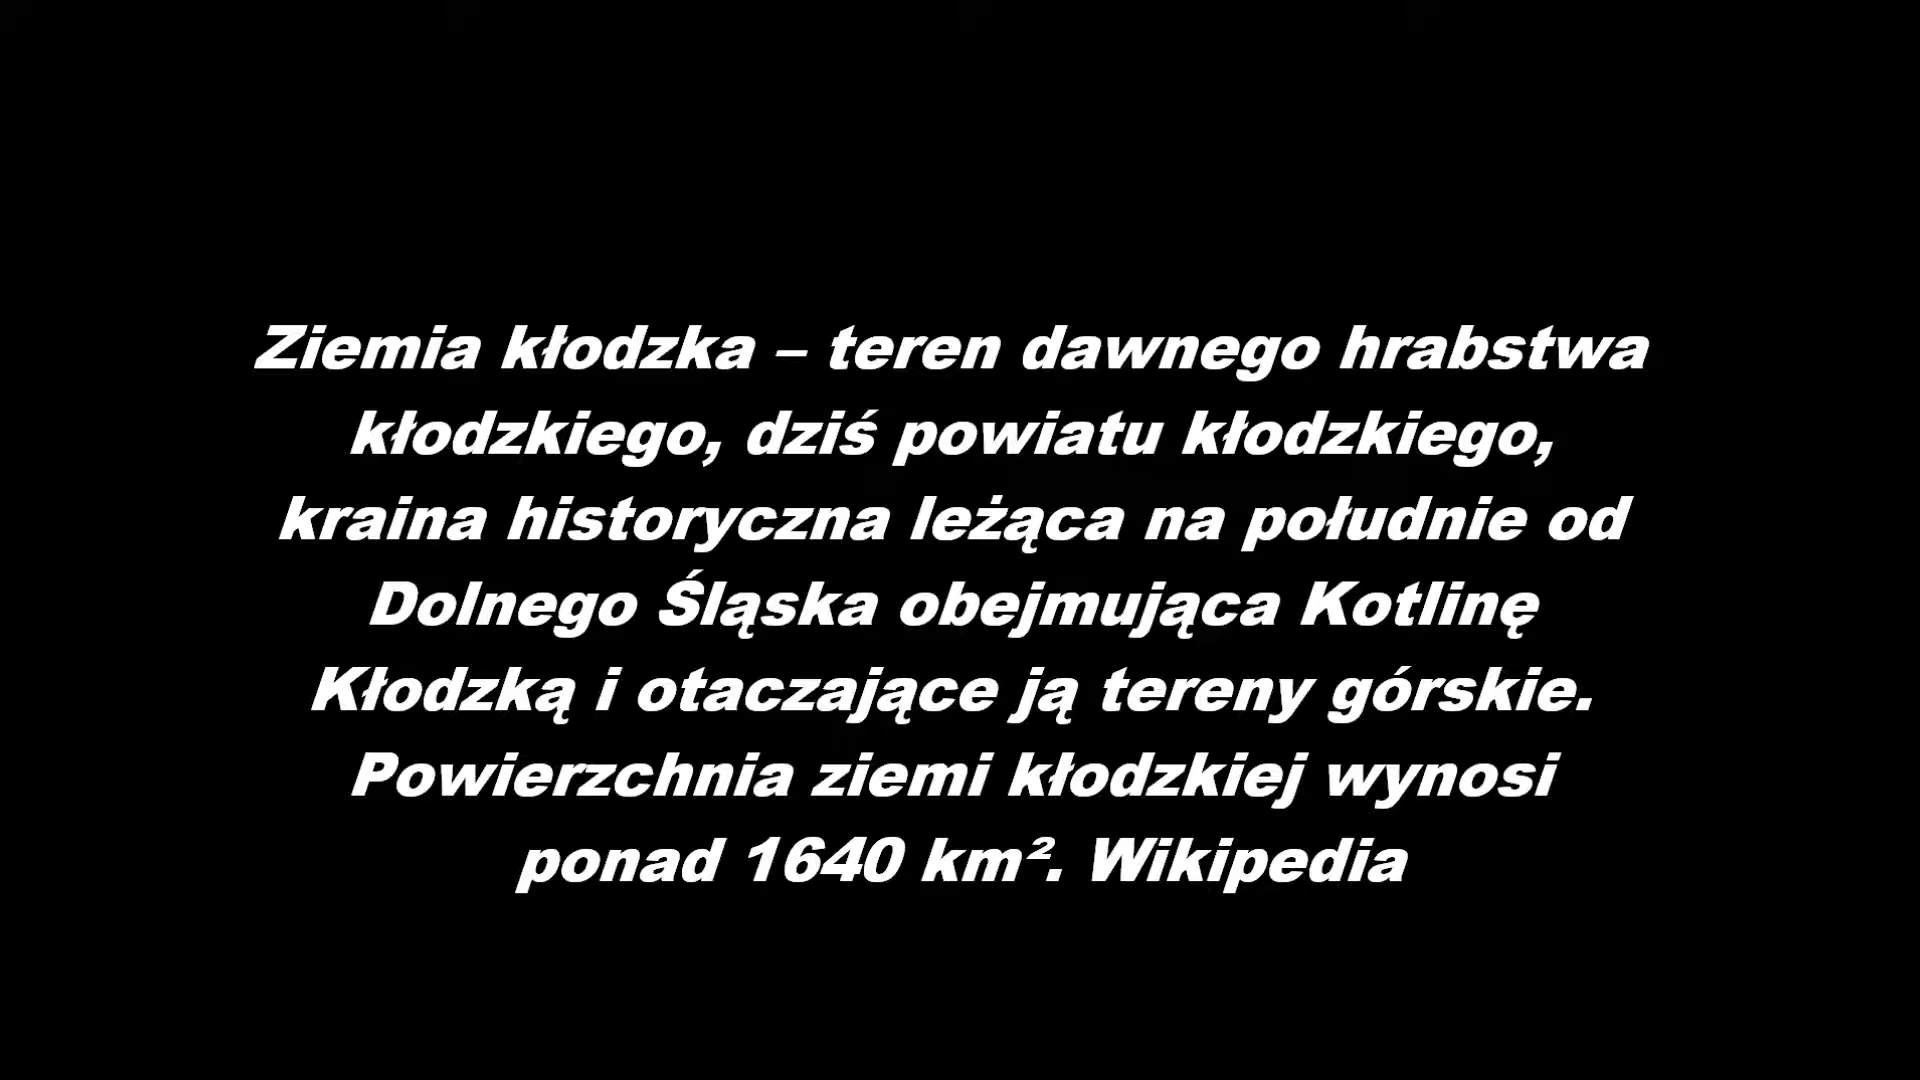 Ziemia kłodzka – teren dawnego hrabstwa
kłodzkiego, dziś powiatu kłodzkiego,
kraina historyczna leżąca na południe od
Dolnego Śląska obejmująca Kotlinę
Kłodzką i otaczające ją tereny górskie.
Powierzchnia ziemi kłodzkiej wynosi
ponad 1640 km². Wikipedia